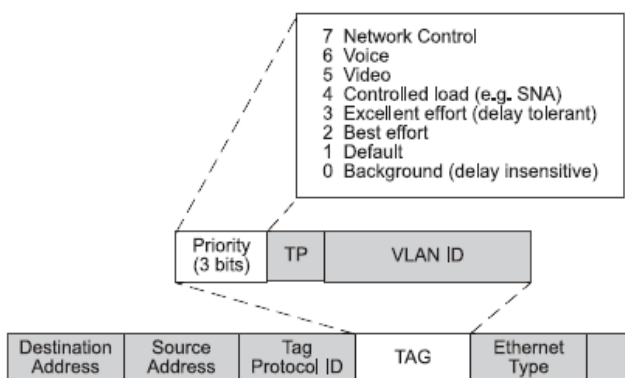 7 Network Control
6 Voice
5 Video
4 Controlled load (e.g. SNA)
3 Excellent effort (delay tolerant)
2 Best effort
1 Default
0 Background (delay insensitive)
Priority
(3 bits)
TP
VLAN ID
Destination
Address
Source
Address
Tag
Protocol ID
TAG
Ethernet
Type